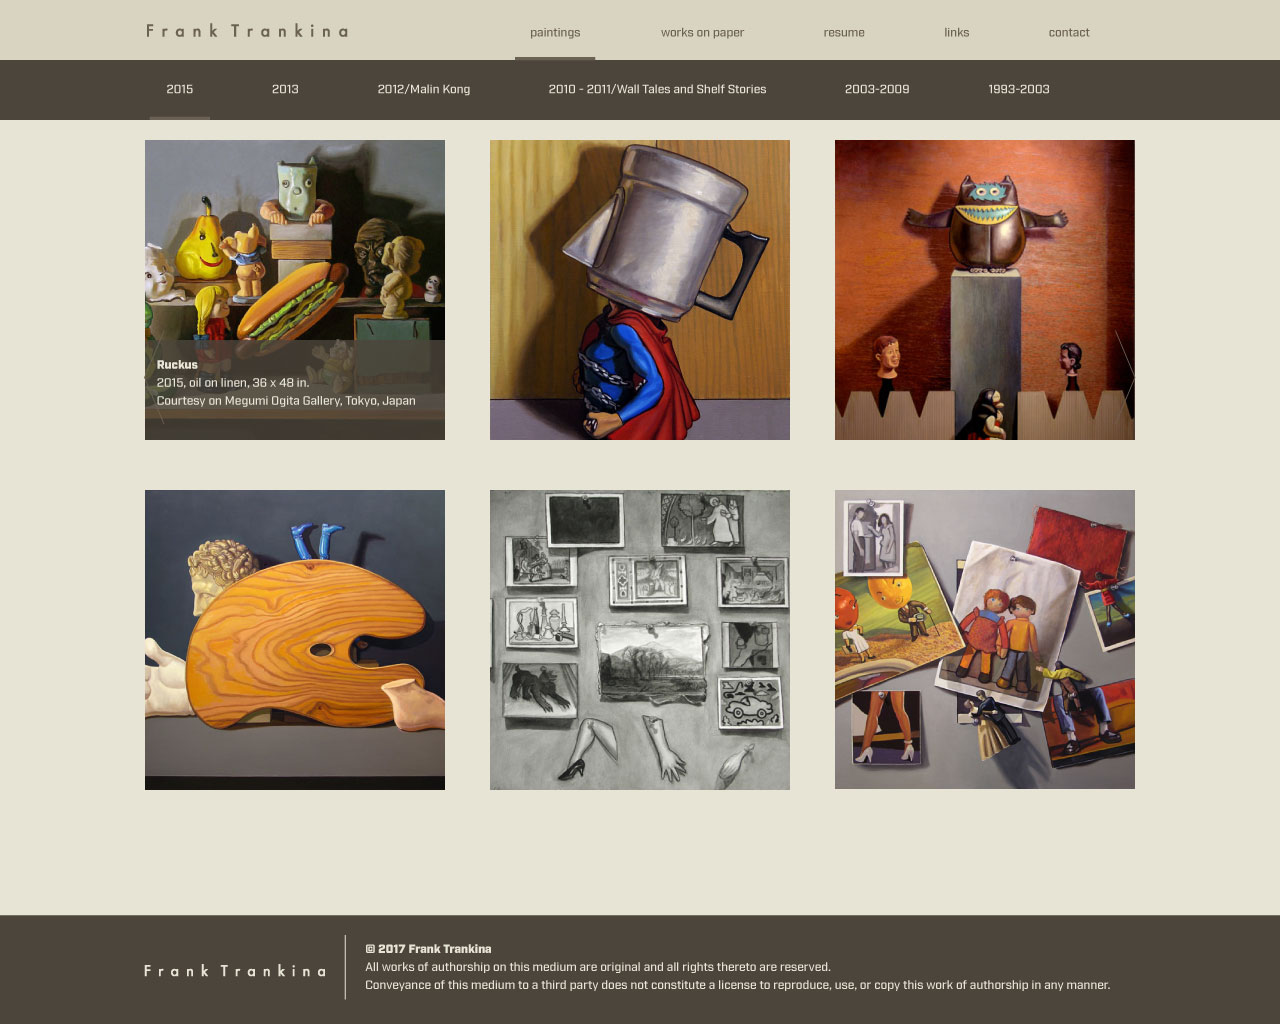 Frank Trankina
paintings
works on paper
resume
links
contact
2015
2013
2012/Malin Kong
2010 - 2011/Wall Tales and Shelf Stories
2003-2009
1993-2003
Ruckus
2015, oil on linen, 36 x 48 in.
Courtesy on Megumi Ogita Gallery, Tokyo, Japan
Frank Trankina
© 2017 Frank Trankina
All works of authorship on this medium are original and all rights thereto are reserved.
Conveyance of this medium to a third party does not constitute a license to reproduce, use, or copy this work of authorship in any manner.